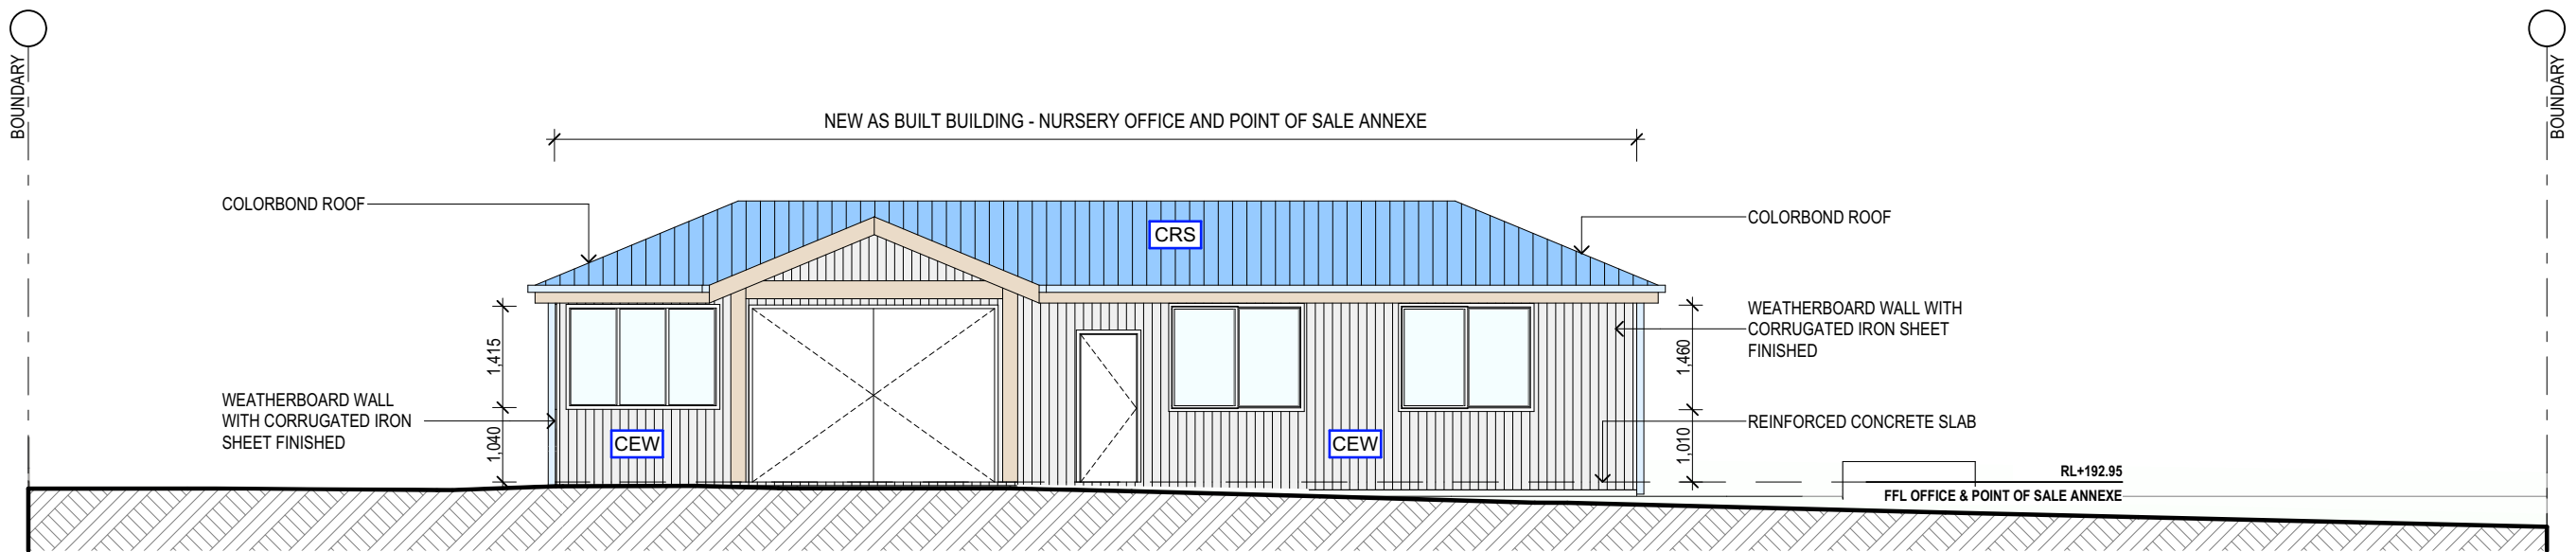 BOUNDARY
BOUNDARY
NEW AS BUILT BUILDING - NURSERY OFFICE AND POINT OF SALE ANNEXE
COLORBOND ROOF
COLORBOND ROOF
CRS
WEATHERBOARD WALL WITH
CORRUGATED IRON SHEET
FINISHED
1,415
1,460
WEATHERBOARD WALL
WITH CORRUGATED IRON
SHEET FINISHED
1,040
CEW
CEW
1,010
REINFORCED CONCRETE SLAB
RL+192.95
FFL OFFICE & POINT OF SALE ANNEXE